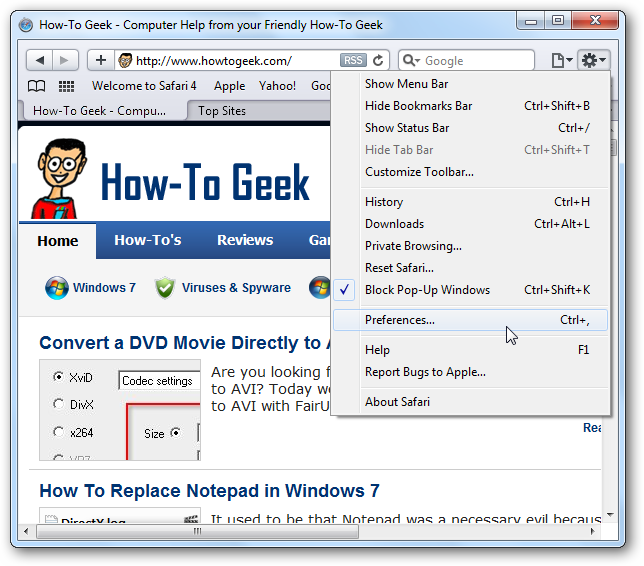 How-To Geek - Computer Help from your Friendly How-To Geek
http://www.howtogeek.com/ RSS Google
Welcome to Safari 4 Apple Yahoo!
How-To Geek - Compu... Top Sites
Show Menu Bar
Hide Bookmarks Bar Ctrl+Shift+B
Show Status Bar Ctrl+/
Hide Tab Bar Ctrl+Shift+T
Customize Toolbar...
History Ctrl+H
Downloads Ctrl+Alt+L
Private Browsing...
Reset Safari...
Block Pop-Up Windows Ctrl+Shift+K
Preferences... Ctrl+,
Help F1
Report Bugs to Apple...
About Safari
How-To Geek
Home How-To's Reviews
Windows 7 Viruses & Spyware
Convert a DVD Movie Directly to
XviD Codec settings
DivX
x264 Size
Are you looking
to AVI? Today
to AVI with
How To Replace Notepad in Windows 7
DirectX.log
It used to be that Notepad was a necessary evil